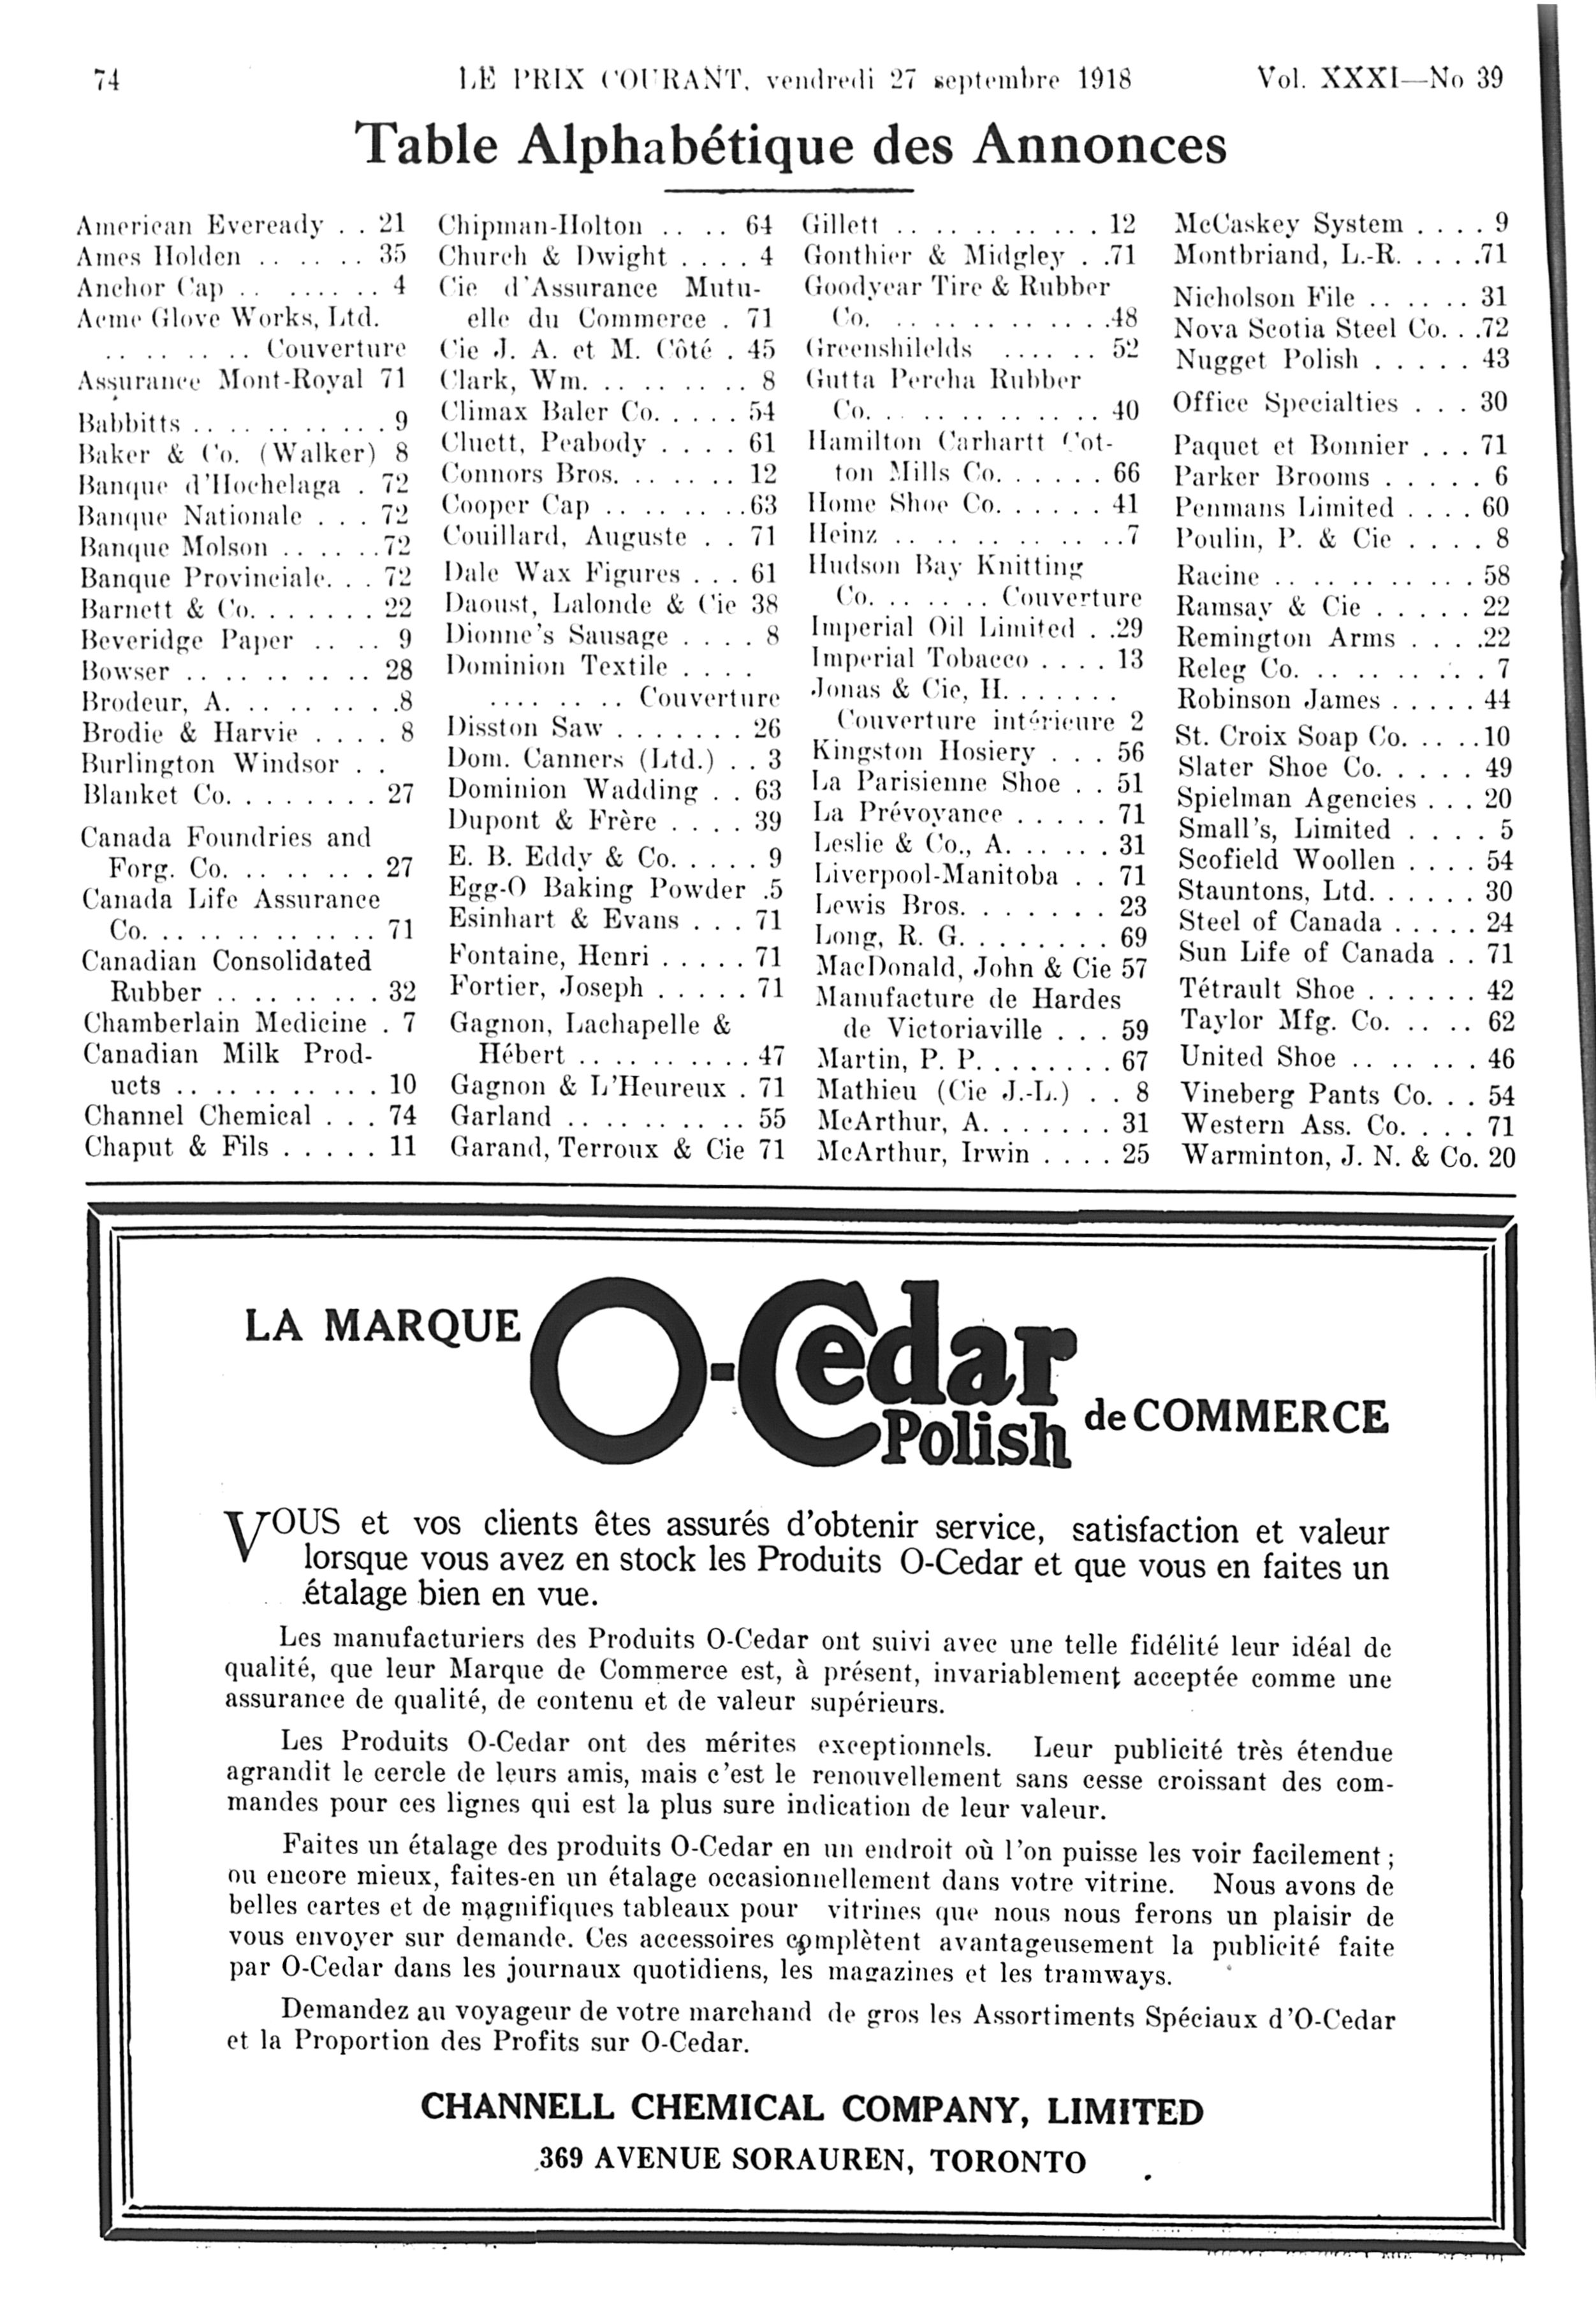 74 LE PRIX COURANT, vendredi 27 septembre 1918 Vol. XXXI—No 39
Table Alphabétique des Annonces
American Eveready . . 21
Ames Holden . . . . . . 35
Anchor Cap . . . . . . . 4
Acme Glove Works, Ltd.
. . . . . . . . Couverture
Assurance Mont-Royal 71
Babbitts . . . . . . . . . . . 9
Baker & Co. (Walker) 8
Banque d'Hochelaga . 72
Banque Nationale . . . 72
Banque Molson . . . . . .72
Banque Provinciale. . . 72
Barnett & Co. . . . . . . 22
Beveridge Paper . . . . 9
Bowser . . . . . . . . . . 28
Brodeur, A. . . . . . . . .8
Brodie & Harvie . . . . 8
Burlington Windsor . .
Blanket Co. . . . . . . . 27
Canada Foundries and
Forg. Co. . . . . . . . 27
Canada Life Assurance
Co. . . . . . . . . . . 71
Canadian Consolidated
Rubber . . . . . . . . . 32
Chamberlain Medicine . 7
Canadian Milk Prod-
ucts . . . . . . . . . . . 10
Channel Chemical . . . 74
Chaput & Fils . . . . . 11
Chipman-Holton . . . . 64
Church & Dwight . . . . 4
Cie d'Assurance Mutu-
elle du Commerce . 71
Cie J. A. et M. Côté . 45
Clark, Wm. . . . . . . . . 8
Climax Baler Co. . . . . 54
Cluett, Peabody . . . . 61
Connors Bros. . . . . . . 12
Cooper Cap . . . . . . . .63
Couillard, Auguste . . 71
Dale Wax Figures . . . 61
Daoust, Lalonde & Cie 38
Dionne's Sausage . . . . 8
Dominion Textile . . . .
. . . . . . . . Couverture
Disston Saw . . . . . . . 26
Dom. Canners (Ltd.) . . 3
Dominion Wadding . . 63
Dupont & Frère . . . . 39
E. B. Eddy & Co. . . . . 9
Egg-O Baking Powder .5
Esinhart & Evans . . . 71
Fontaine, Henri . . . . . 71
Fortier, Joseph . . . . . 71
Gagnon, Lachapelle &
Hébert . . . . . . . . . . 47
Gagnon & L'Heureux . 71
Garland . . . . . . . . . . 55
Garand, Terroux & Cie 71
Gillett . . . . . . . . . . . 12
Gonthier & Midgley . .71
Goodyear Tire & Rubber
Co. . . . . . . . . . . . .48
Greenshilelds . . . . . . 52
Gutta Percha Rubber
Co. . . . . . . . . . . . 40
Hamilton Carhartt Cot-
ton Mills Co. . . . . . 66
Home Shoe Co. . . . . . 41
Heinz . . . . . . . . . . . .7
Hudson Bay Knitting
Co. . . . . . . Couverture
Imperial Oil Limited . .29
Imperial Tobacco . . . . 13
Jonas & Cie, H. . . . . . .
Couverture intérieure 2
Kingston Hosiery . . . 56
La Parisienne Shoe . . 51
La Prévoyance . . . . . 71
Leslie & Co., A. . . . . . 31
Liverpool-Manitoba . . 71
Lewis Bros. . . . . . . . 23
Long, R. G. . . . . . . . 69
MacDonald, John & Cie 57
Manufacture de Hardes
de Victoriaville . . . 59
Martin, P. P. . . . . . . . 67
Mathieu (Cie J.-L.) . . 8
McArthur, A. . . . . . . 31
McArthur, Irwin . . . . 25
McCaskey System . . . . 9
Montbriand, L.-R. . . . .71
Nicholson File . . . . . . 31
Nova Scotia Steel Co. . .72
Nugget Polish . . . . . 43
Office Specialties . . . 30
Paquet et Bonnier . . . 71
Parker Brooms . . . . . 6
Penmans Limited . . . . 60
Poulin, P. & Cie . . . . 8
Racine . . . . . . . . . . . 58
Ramsay & Cie . . . . . 22
Remington Arms . . . .22
Releg Co. . . . . . . . . . 7
Robinson James . . . . . 44
St. Croix Soap Co. . . . .10
Slater Shoe Co. . . . . . 49
Spielman Agencies . . . 20
Small's, Limited . . . . 5
Scofield Woollen . . . . 54
Stauntons, Ltd. . . . . . 30
Steel of Canada . . . . . 24
Sun Life of Canada . . 71
Tétrault Shoe . . . . . . 42
Taylor Mfg. Co. . . . . 62
United Shoe . . . . . . . 46
Vineberg Pants Co. . . 54
Western Ass. Co. . . . . 71
Warminton, J. N. & Co. 20
LA MARQUE O-Cedar Polish de COMMERCE
VOUS et vos clients êtes assurés d'obtenir service, satisfaction et valeur
lorsque vous avez en stock les Produits O-Cedar et que vous en faites un
étalage bien en vue.
Les manufacturiers des Produits O-Cedar ont suivi avec une telle fidélité leur idéal de
qualité, que leur Marque de Commerce est, à présent, invariablement acceptée comme une
assurance de qualité, de contenu et de valeur supérieurs.
Les Produits O-Cedar ont des mérites exceptionnels. Leur publicité très étendue
agrandit le cercle de leurs amis, mais c'est le renouvellement sans cesse croissant des com-
mandes pour ces lignes qui est la plus sure indication de leur valeur.
Faites un étalage des produits O-Cedar en un endroit où l'on puisse les voir facilement;
ou encore mieux, faites-en un étalage occasionnellement dans votre vitrine. Nous avons de
belles cartes et de magnifiques tableaux pour vitrines que nous nous ferons un plaisir de
vous envoyer sur demande. Ces accessoires complètent avantageusement la publicité faite
par O-Cedar dans les journaux quotidiens, les magazines et les tramways.
Demandez au voyageur de votre marchand de gros les Assortiments Spéciaux d'O-Cedar
et la Proportion des Profits sur O-Cedar.
CHANNELL CHEMICAL COMPANY, LIMITED
369 AVENUE SORAUREN, TORONTO